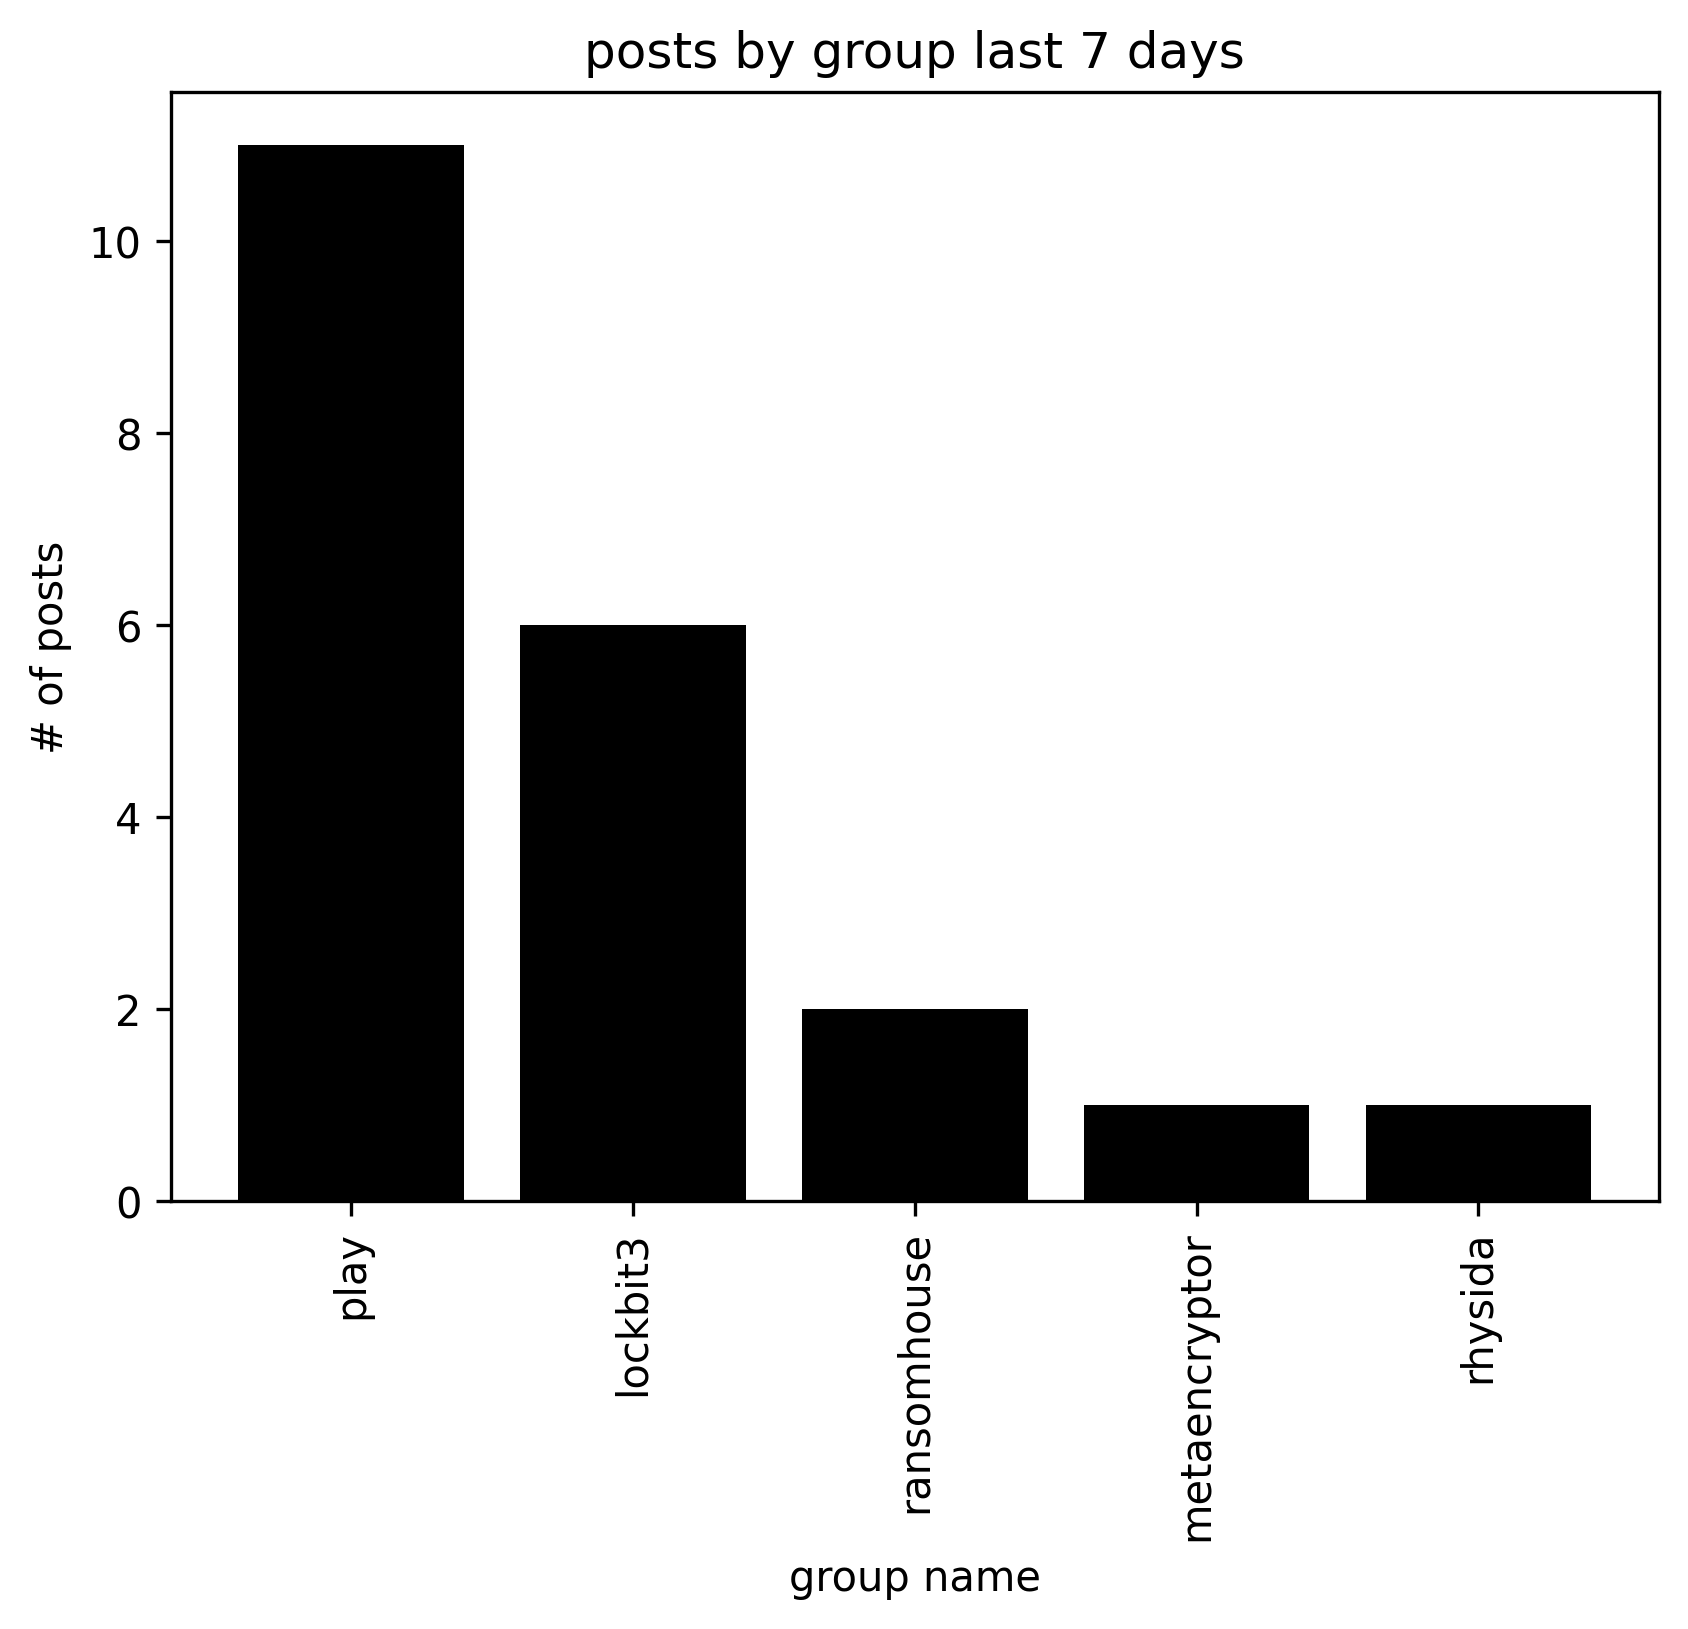 posts by group last 7 days
# of posts
10
8
6
4
2
0
play
lockbit3
ransomhouse
metaencryptor
rhysida
group name